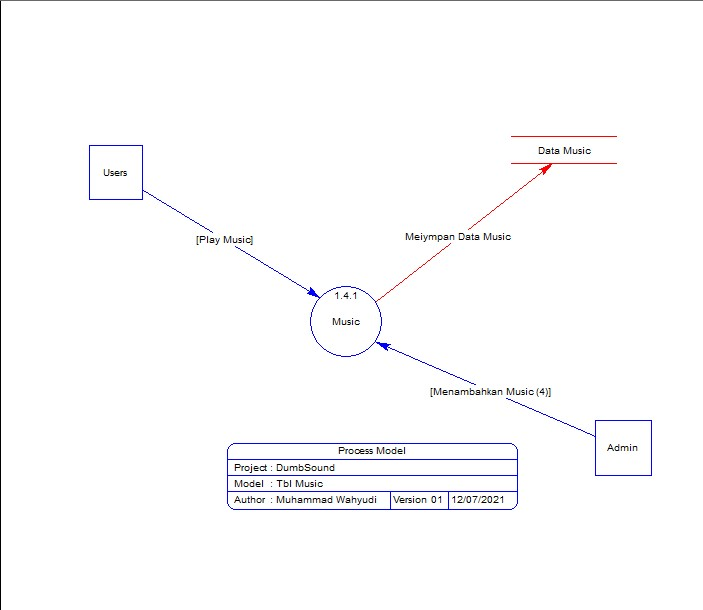 Data Music
Users
Meiympan Data Music
[Play Music]
1.4.1
Music
[Menambahkan Music (4)]
Admin
Process Model
Project : DumbSound
Model : Tbl Music
Author : Muhammad Wahyudi Version 01 12/07/2021